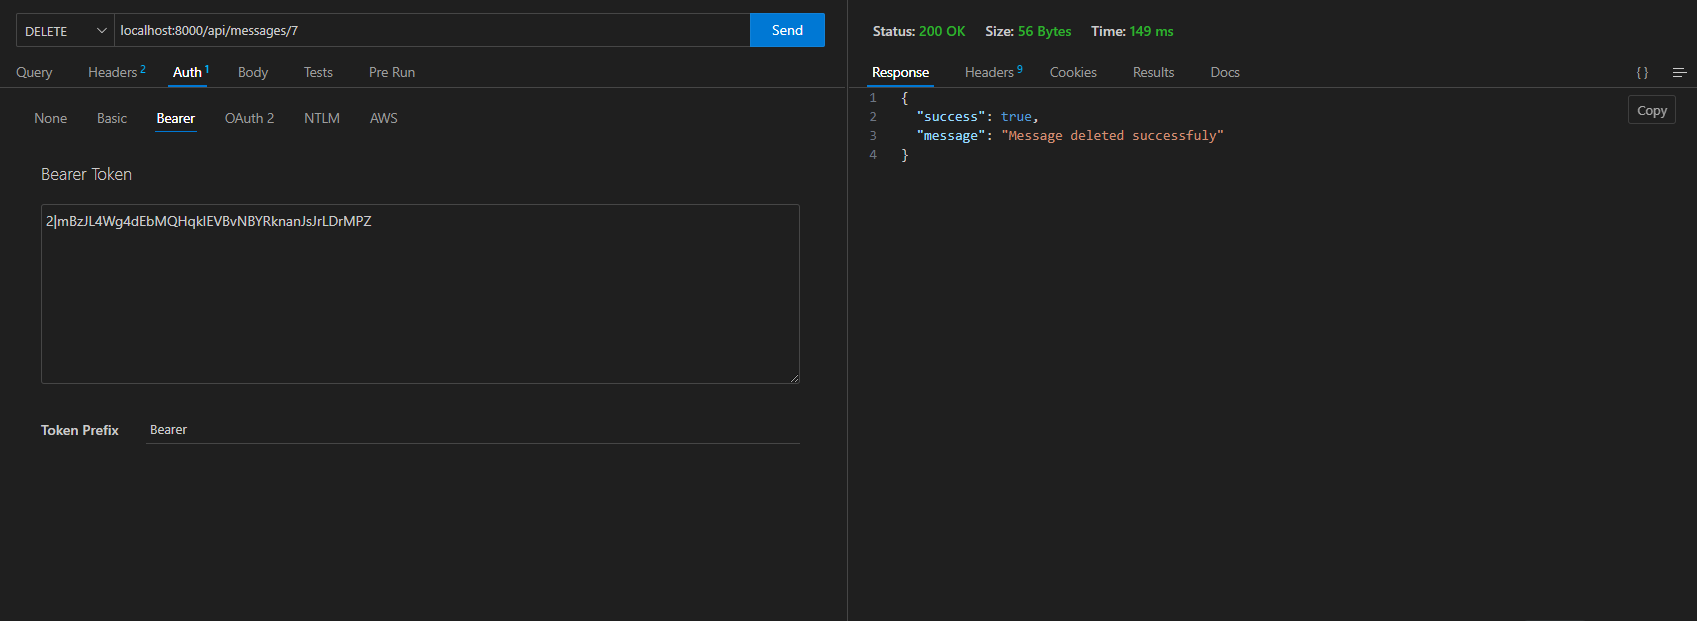 DELETE localhost:8000/api/messages/7 Send
Query Headers 2 Auth 1 Body Tests Pre Run
None Basic Bearer OAuth 2 NTLM AWS
Bearer Token
2|mBzJL4Wg4dEbMQHqklEVBvNBYRknanJsJrLDrMPZ
Token Prefix Bearer
Status: 200 OK Size: 56 Bytes Time: 149 ms
Response Headers 9 Cookies Results Docs { }
Copy
1 {
2 "success": true,
3 "message": "Message deleted successfuly"
4 }